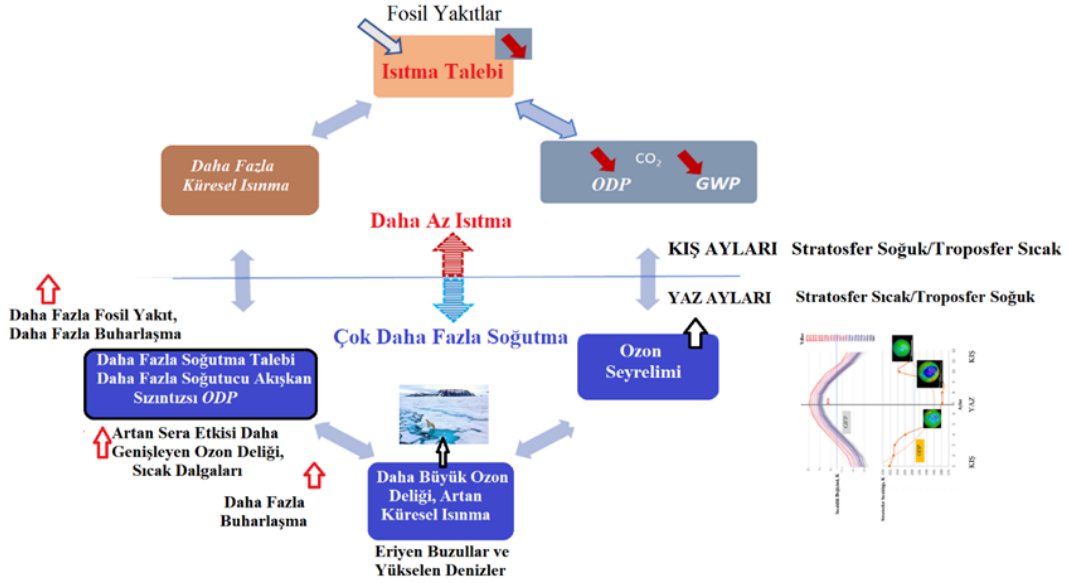 Fosil Yakıtlar
Isıtma Talebi
Daha Fazla
Küresel Isınma
CO₂
ODP GWP
Daha Az Isıtma
KIŞ AYLARI Stratosfer Soğuk/Troposfer Sıcak
YAZ AYLARI Stratosfer Sıcak/Troposfer Soğuk
Daha Fazla Fosil Yakıt,
Daha Fazla Buharlaşma
Çok Daha Fazla Soğutma
Daha Fazla Soğutma Talebi
Daha Fazla Soğutucu Akışkan
Sızıntızsı ODP
Ozon
Seyrelimi
Artan Sera Etkisi Daha
Genişleyen Ozon Deliği,
Sıcak Dalgaları
Daha Fazla
Buharlaşma
Daha Büyük Ozon
Deliği, Artan
Küresel Isınma
Eriyen Buzullar ve
Yükselen Denizler
KIŞ
YAZ
KIŞ
GWP
ODP